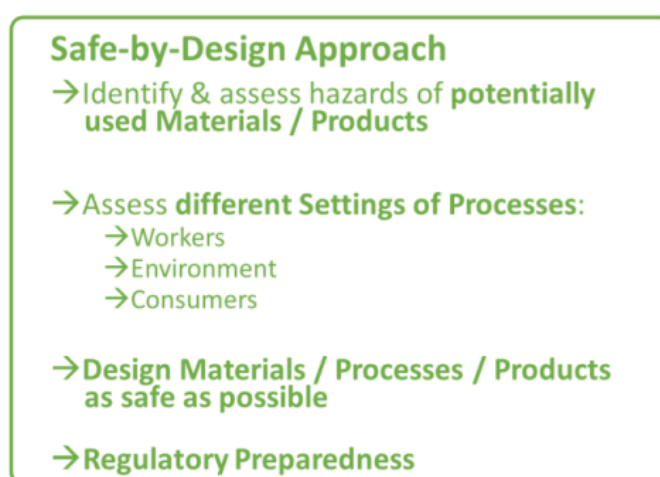 Safe-by-Design Approach
→Identify & assess hazards of potentially
used Materials / Products
→Assess different Settings of Processes:
→Workers
→Environment
→Consumers
→Design Materials / Processes / Products
as safe as possible
→Regulatory Preparedness